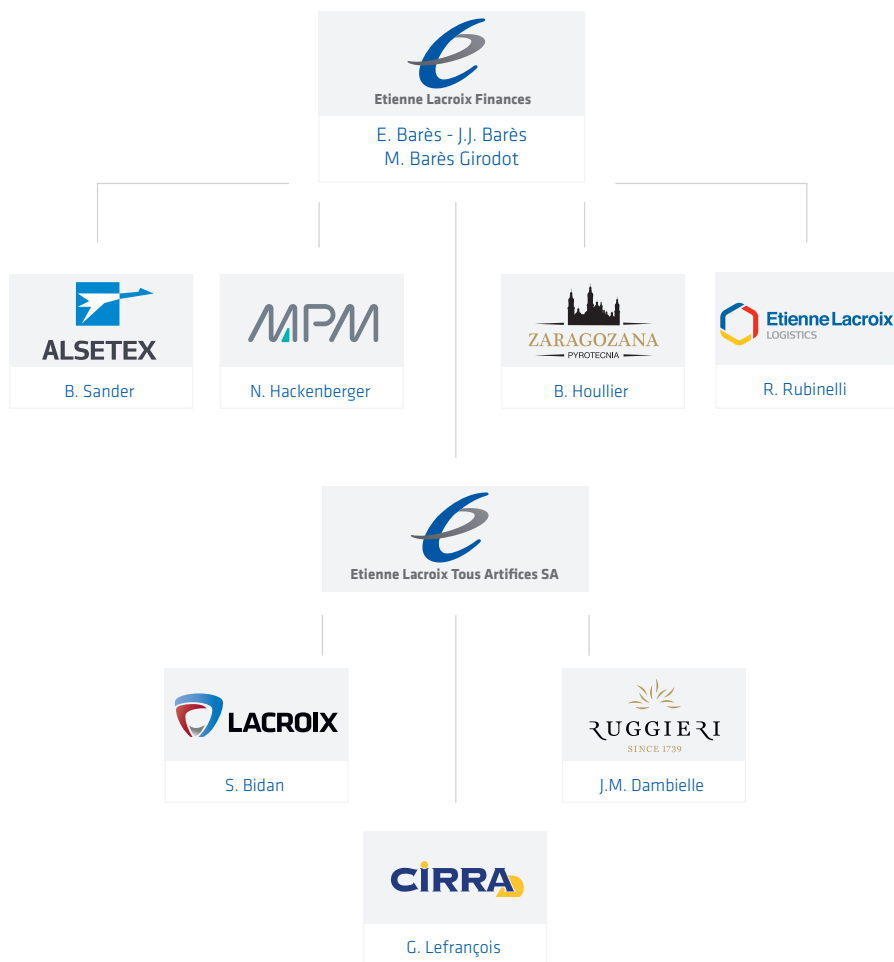 Etienne Lacroix Finances
E. Barès - J.J. Barès
M. Barès Girodot
ALSETEX
B. Sander
MPM
N. Hackenberger
ZARAGOZANA
PYROTECNIA
B. Houllier
Etienne Lacroix
LOGISTICS
R. Rubinelli
Etienne Lacroix Tous Artifices SA
LACROIX
S. Bidan
RUGGIERI
SINCE 1739
J.M. Dambielle
CIRRA
G. Lefrançois